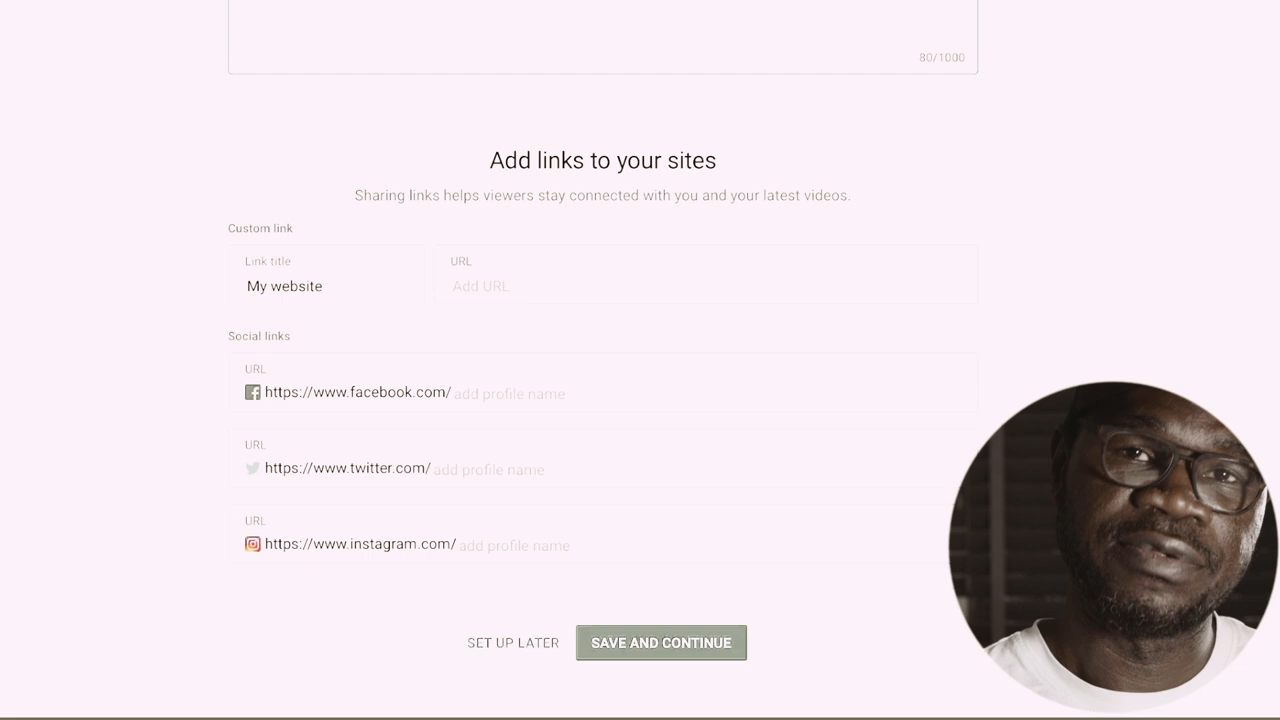 80/1000
Add links to your sites
Sharing links helps viewers stay connected with you and your latest videos.
Custom link
Link title
URL
My website
Add URL
Social links
URL
https://www.facebook.com/ add profile name
URL
https://www.twitter.com/ add profile name
URL
https://www.instagram.com/ add profile name
SET UP LATER
SAVE AND CONTINUE